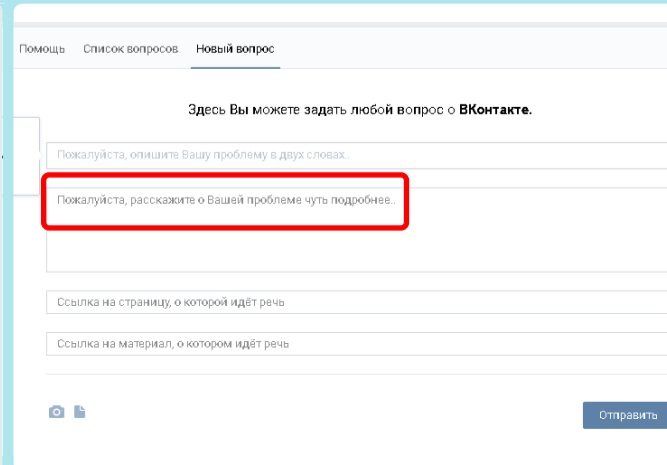 Помощь Список вопросов Новый вопрос
Здесь Вы можете задать любой вопрос о ВКонтакте.
Пожалуйста, опишите Вашу проблему в двух словах..
Пожалуйста, расскажите о Вашей проблеме чуть подробнее..
Ссылка на страницу, о которой идёт речь
Ссылка на материал, о котором идёт речь
Отправить